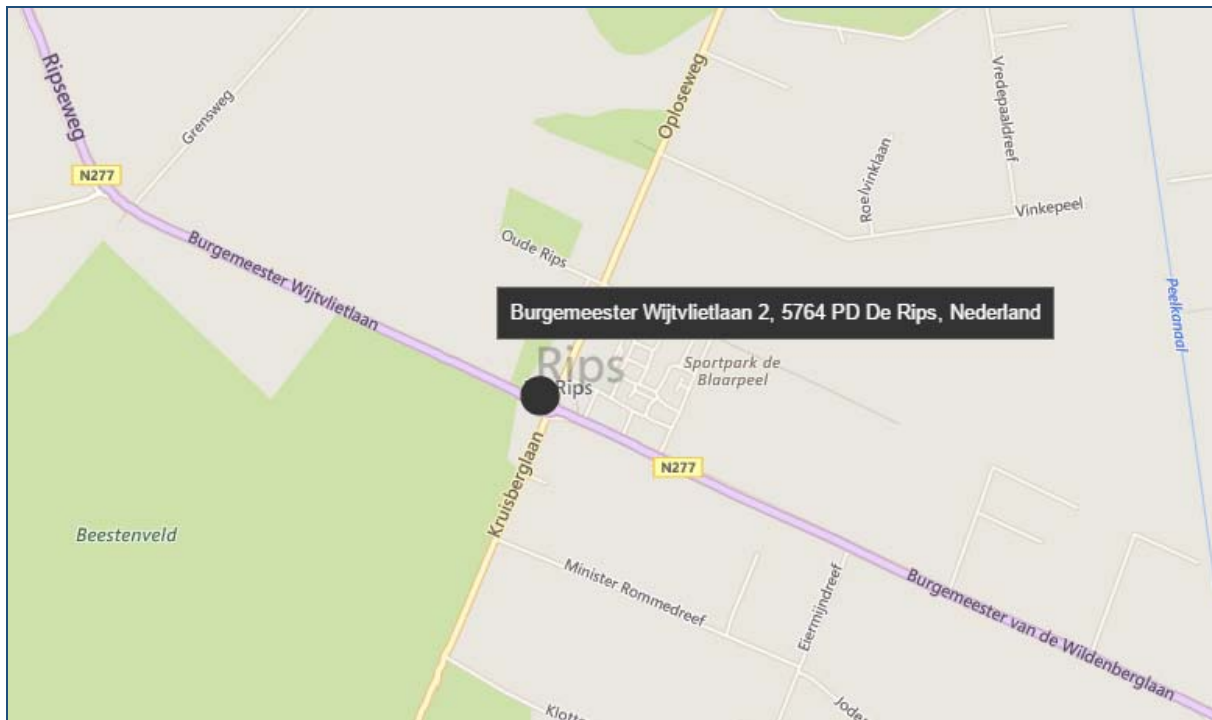 Ripseweg
Grensweg
N277
Oploseweg
Vredepaaldreef
Roelvinklaan
Vinkepeel
Oude Rips
Burgemeester Wijtvlietlaan
Peelkanaal
Burgemeester Wijtvlietlaan 2, 5764 PD De Rips, Nederland
Rips
Rips
Sportpark de
Blaarpeel
Kruisberglaan
N277
Beestenveld
Minister Rommedreef
Eiermijndreef
Burgemeester van de Wildenberglaan